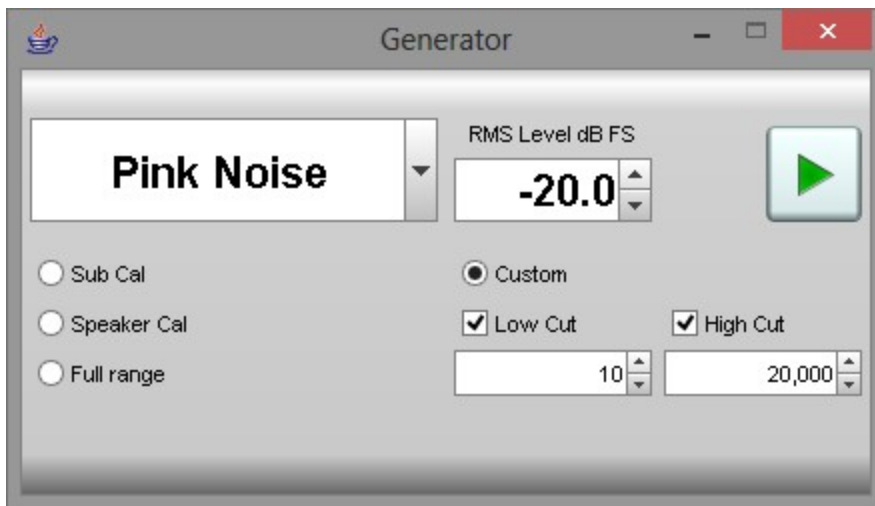 Generator
RMS Level dB FS
Pink Noise
-20.0
Sub Cal
Custom
Speaker Cal
Low Cut
High Cut
Full range
10
20,000